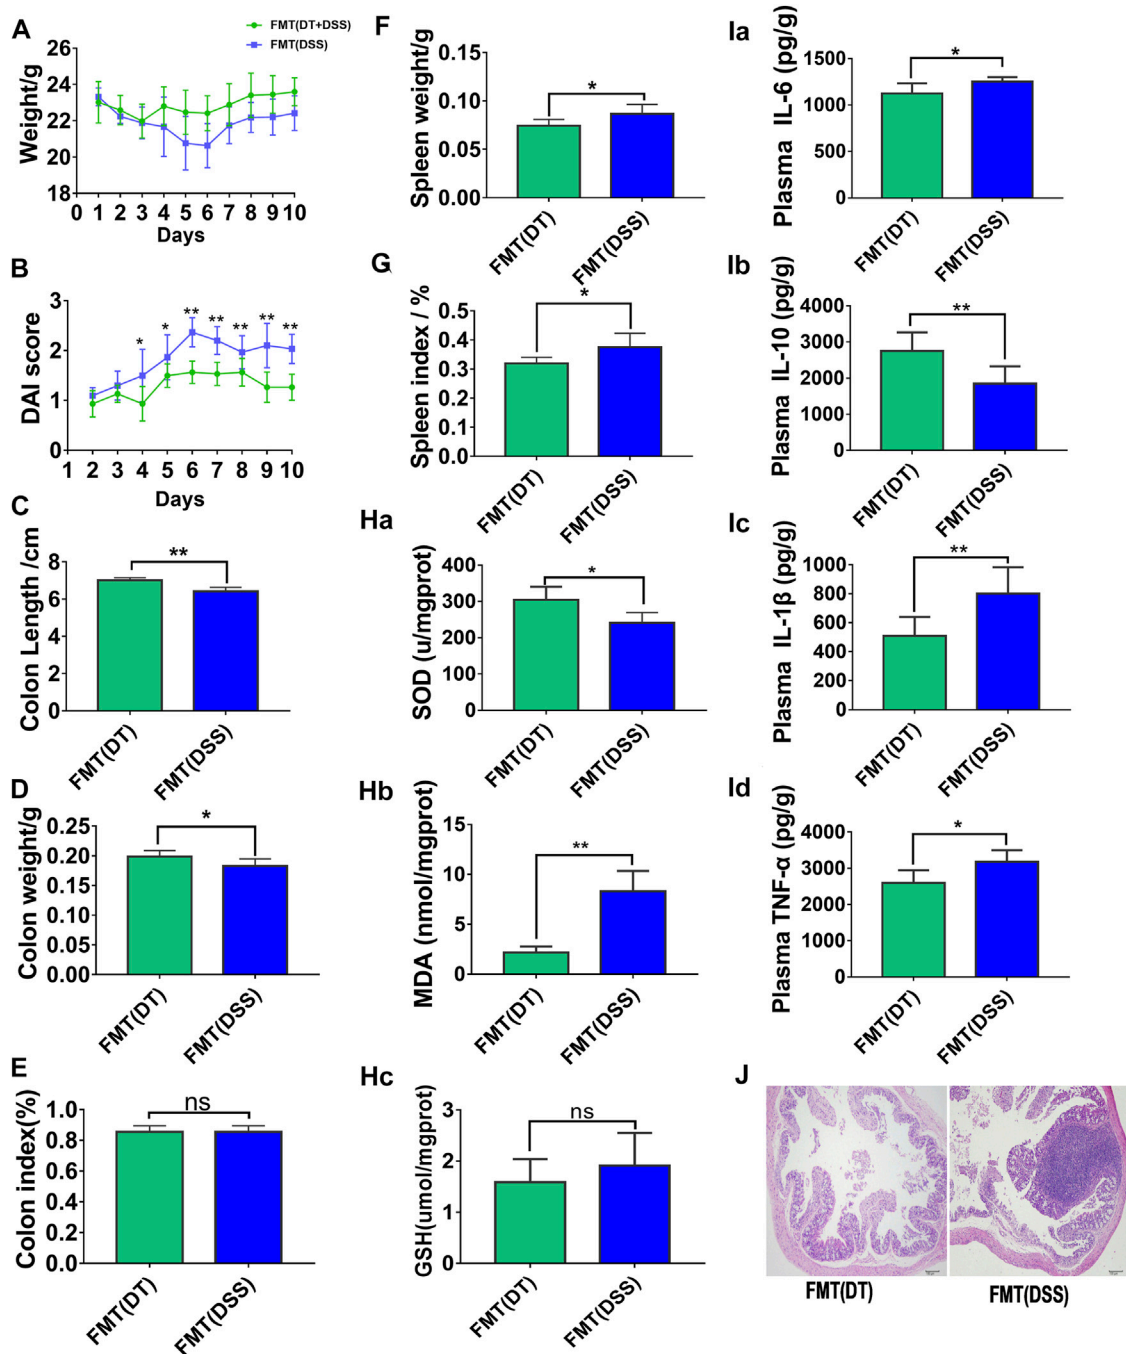 A
FMT(DT+DSS)
FMT(DSS)
Weight/g
26
24
22
20
18
0 1 2 3 4 5 6 7 8 9 10
Days
B
DAI score
3
2
1
0
* * ** ** ** ** **
1 2 3 4 5 6 7 8 9 10
Days
C
Colon Length /cm
8
6
4
2
0
**
FMT(DT)
FMT(DSS)
D
Colon weight/g
0.25
0.20
0.15
0.10
0.05
0.00
*
FMT(DT)
FMT(DSS)
E
Colon index(%)
1.0
0.8
0.6
0.4
0.2
0.0
ns
FMT(DT)
FMT(DSS)
F
Spleen weight/g
0.15
0.10
0.05
0.00
*
FMT(DT)
FMT(DSS)
G
Spleen index / %
0.5
0.4
0.3
0.2
0.1
0.0
*
FMT(DT)
FMT(DSS)
Ha
SOD (u/mgprot)
400
300
200
100
0
*
FMT(DT)
FMT(DSS)
Hb
MDA (nmol/mgprot)
15
10
5
0
**
FMT(DT)
FMT(DSS)
Hc
GSH(umol/mgprot)
3
2
1
0
ns
FMT(DT)
FMT(DSS)
Ia
Plasma IL-6 (pg/g)
1500
1000
500
0
*
FMT(DT)
FMT(DSS)
Ib
Plasma IL-10 (pg/g)
4000
3000
2000
1000
0
**
FMT(DT)
FMT(DSS)
Ic
Plasma IL-1β (pg/g)
1000
800
600
400
200
0
**
FMT(DT)
FMT(DSS)
Id
Plasma TNF-α (pg/g)
4000
3000
2000
1000
0
*
FMT(DT)
FMT(DSS)
J
FMT(DT)
FMT(DSS)